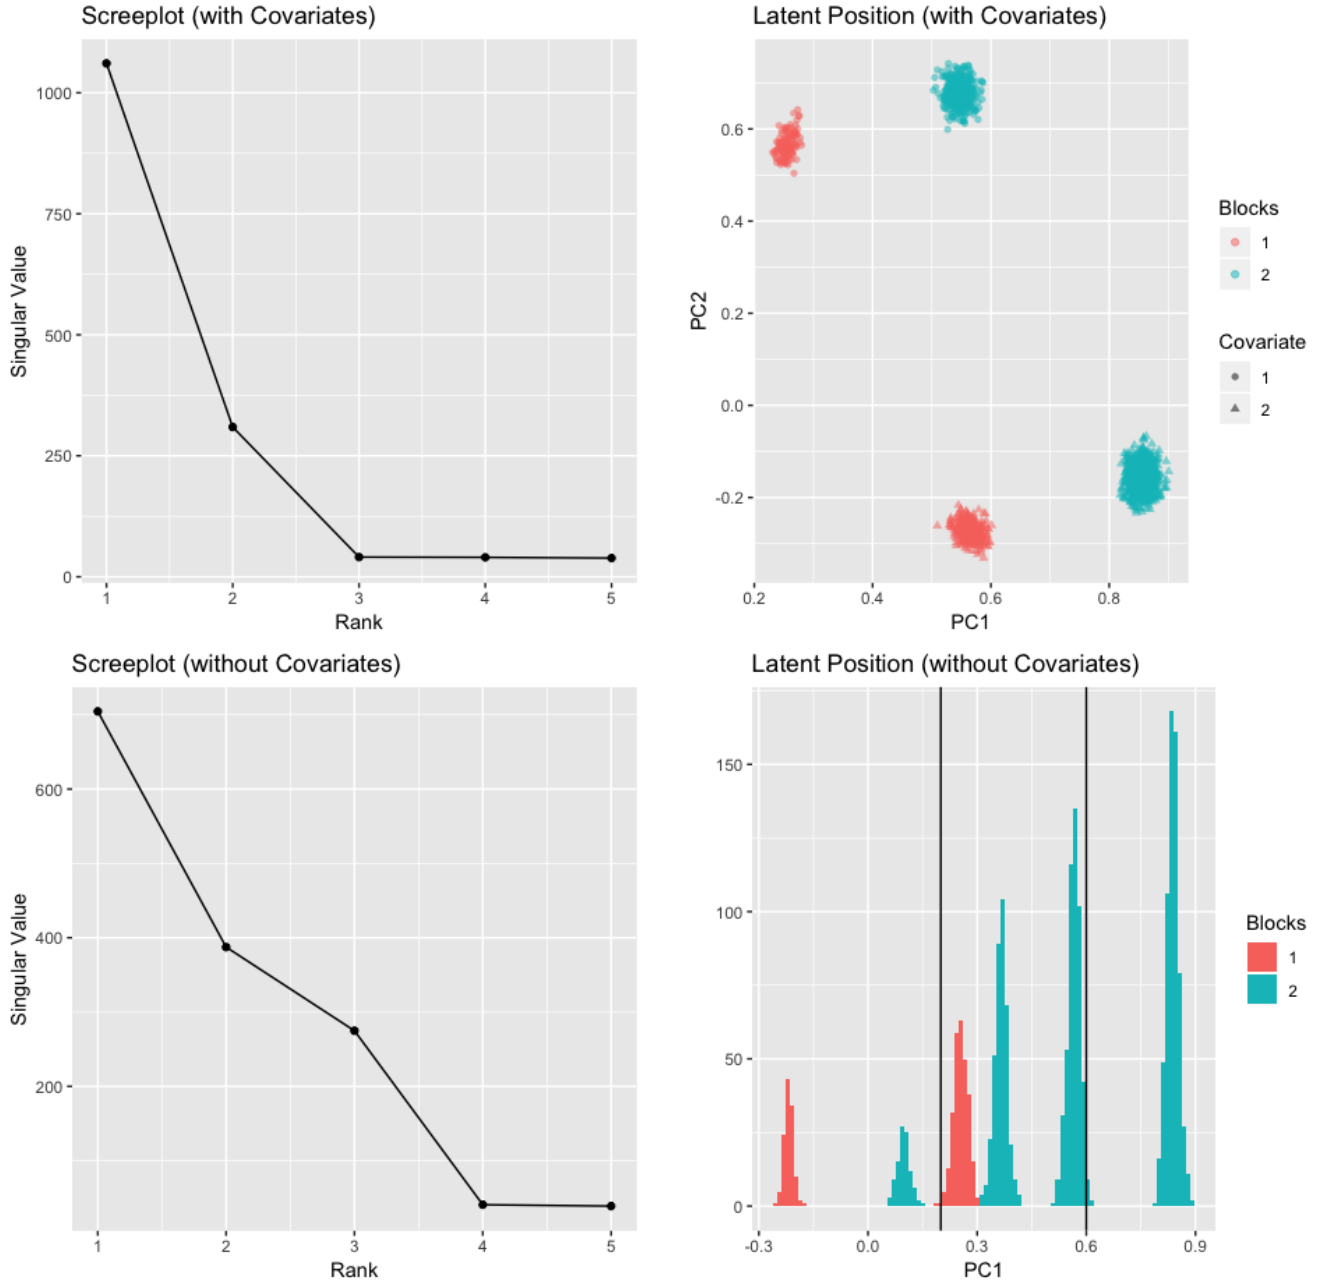 Screeplot (with Covariates)
Singular Value
1000
750
500
250
0
1 2 3 4 5
Rank
Latent Position (with Covariates)
PC2
0.6
0.4
0.2
0.0
-0.2
0.2 0.4 0.6 0.8
PC1
Blocks
1
2
Covariate
1
2
Screeplot (without Covariates)
Singular Value
600
400
200
1 2 3 4 5
Rank
Latent Position (without Covariates)
150
100
50
0
-0.3 0.0 0.3 0.6 0.9
PC1
Blocks
1
2